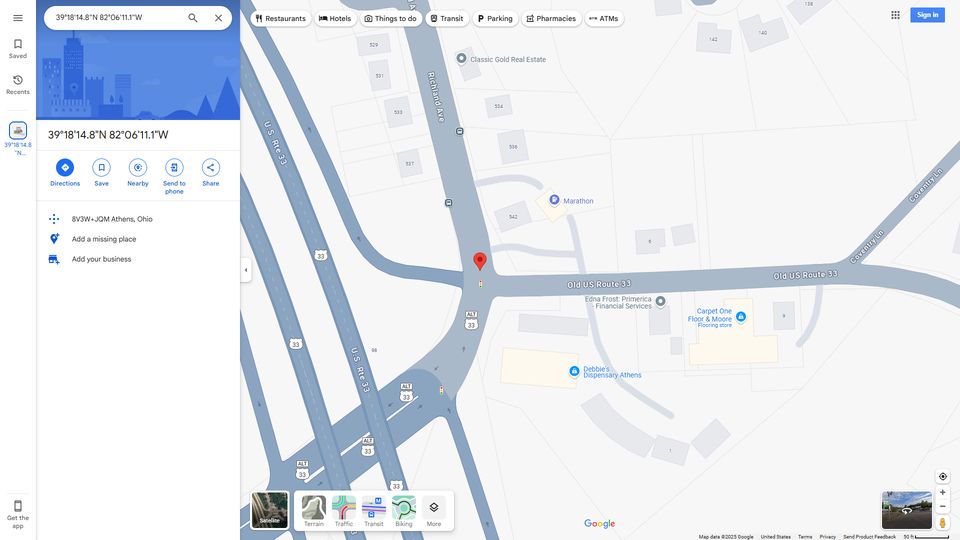 39°18'14.8"N 82°06'11.1"W
Restaurants
Hotels
Things to do
Transit
Parking
Pharmacies
ATMs
Sign in
Saved
Recents
39°18'14.8
"N...
39°18'14.8"N 82°06'11.1"W
Directions
Save
Nearby
Send to
phone
Share
8V3W+JQM Athens, Ohio
Add a missing place
Add your business
Get the
app
529
531
533
537
534
536
542
142
140
138
6
9
1
98
Classic Gold Real Estate
Richland Ave
U.S. Rte 33
33
Marathon
Coventry Ln
Coventry Ln
Old US Route 33
Old US Route 33
Edna Frost: Primerica
- Financial Services
Carpet One
Floor & Moore
Flooring store
Debbie's
Dispensary Athens
ALT
33
33
U.S. Rte 33
ALT
33
ALT
33
ALT
33
33
Satellite
Terrain
Traffic
Transit
Biking
More
Google
Map data ©2025 Google
United States
Terms
Privacy
Send Product Feedback
50 ft